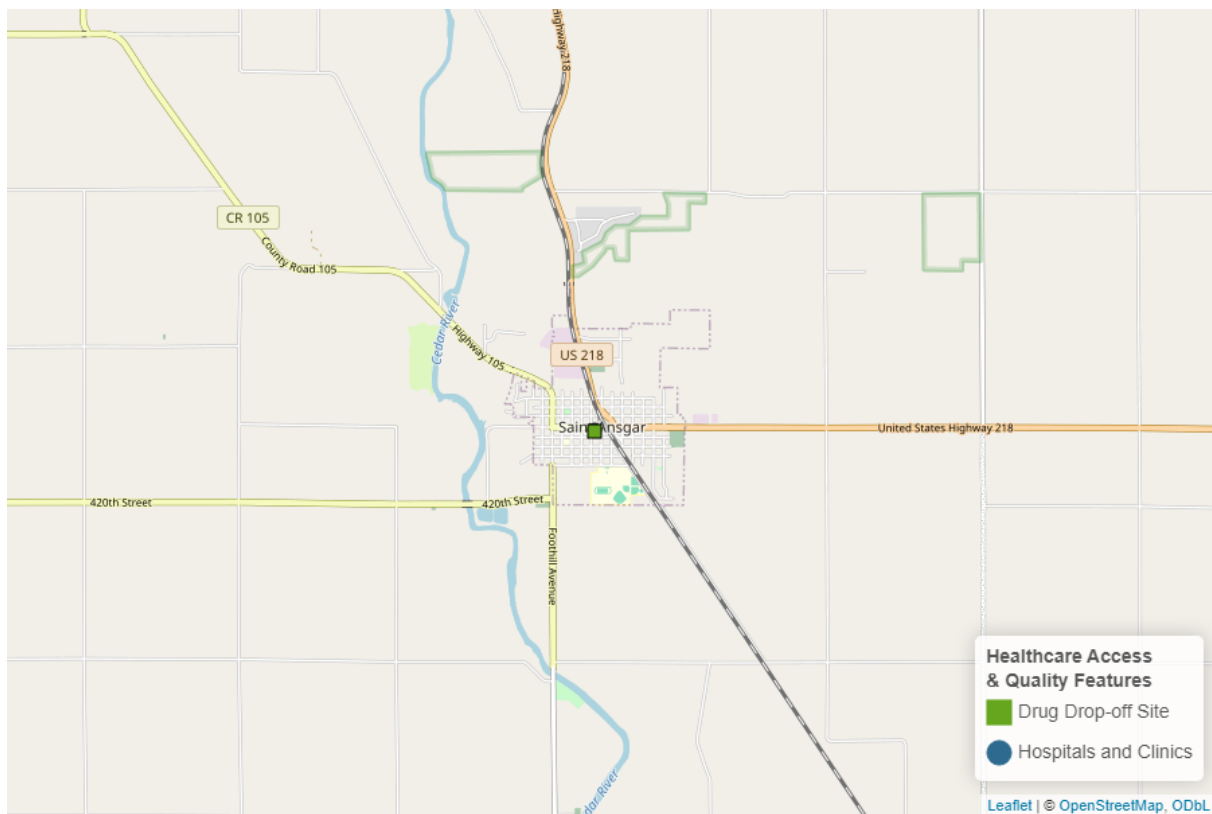 Highway 218
CR 105
County Road 105
Cedar River
Highway 105
US 218
Saint Ansgar
United States Highway 218
420th Street
420th Street
Foothill Avenue
Cedar River
Healthcare Access
& Quality Features
Drug Drop-off Site
Hospitals and Clinics
Leaflet | © OpenStreetMap, ODbL